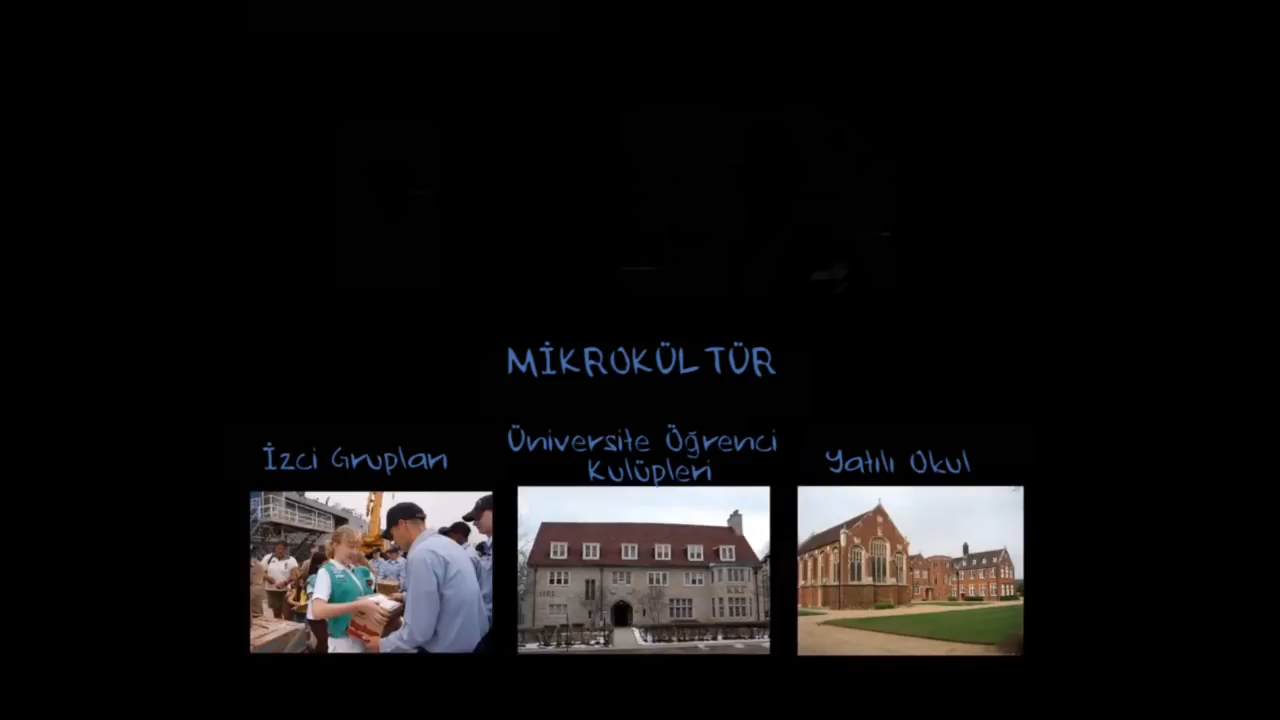 MİKROKÜLTÜR
İzci Grupları
Üniversite Öğrenci
Kulüpleri
Yatılı Okul